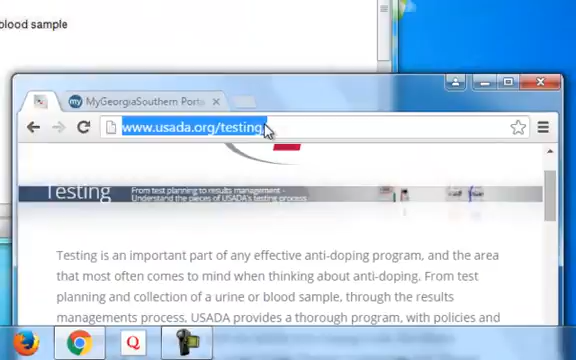 blood sample
my MyGeorgiaSouthern Porta
www.usada.org/testing
Testing
From test planning to results management -
Understand the pieces of USADA's testing process
Testing is an important part of any effective anti-doping program, and the area
that most often comes to mind when thinking about anti-doping. From test
planning and collection of a urine or blood sample, through the results
managements process, USADA provides a thorough program, with policies and
Q